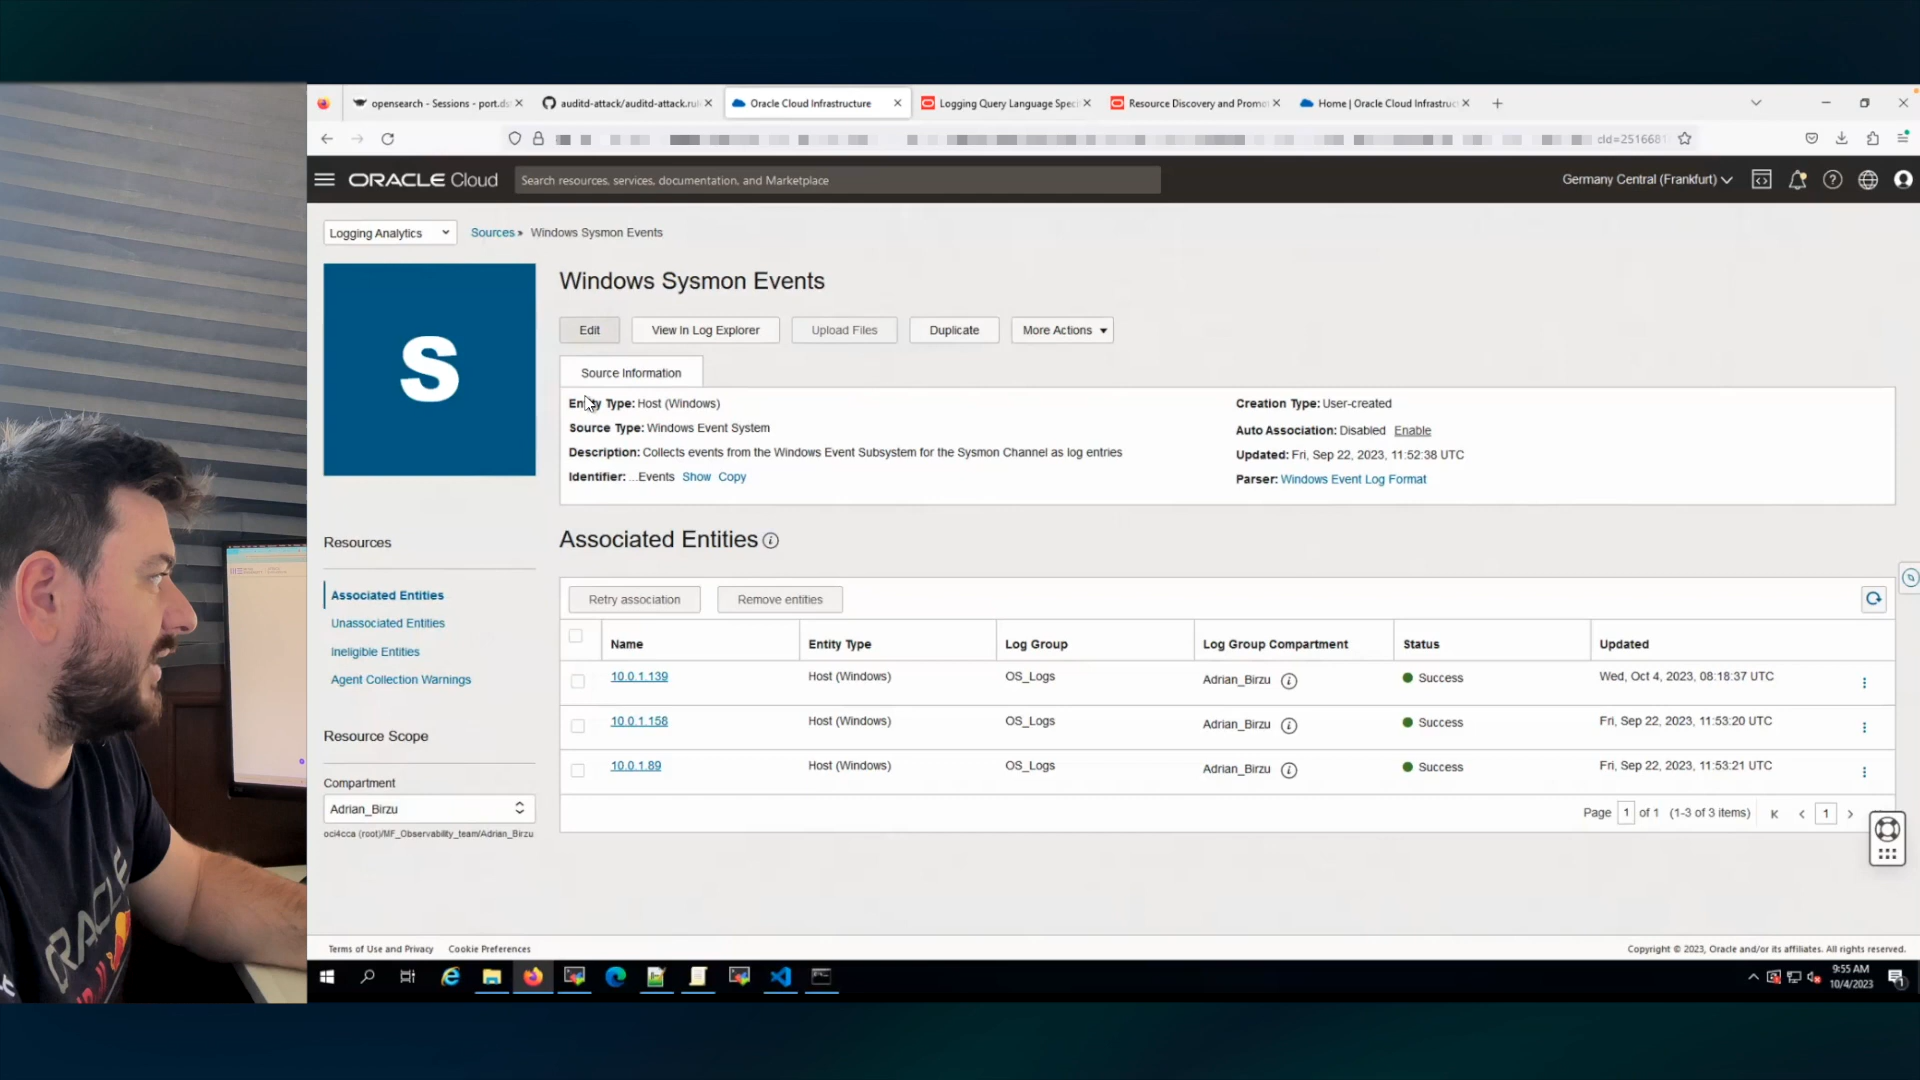 opensearch - Sessions - port.ds
auditd-attack/auditd-attack.rul
Oracle Cloud Infrastructure
Logging Query Language Speci
Resource Discovery and Promot
Home | Oracle Cloud Infrastruc
ORACLE Cloud
Search resources, services, documentation, and Marketplace
Germany Central (Frankfurt)
Logging Analytics
Sources » Windows Sysmon Events
S
Windows Sysmon Events
Edit
View in Log Explorer
Upload Files
Duplicate
More Actions
Source Information
Entity Type: Host (Windows)
Source Type: Windows Event System
Description: Collects events from the Windows Event Subsystem for the Sysmon Channel as log entries
Identifier: ...Events Show Copy
Creation Type: User-created
Auto Association: Disabled Enable
Updated: Fri, Sep 22, 2023, 11:52:38 UTC
Parser: Windows Event Log Format
Resources
Associated Entities
Unassociated Entities
Ineligible Entities
Agent Collection Warnings
Resource Scope
Compartment
Adrian_Birzu
oci4cca (root)/MF_Observability_team/Adrian_Birzu
Associated Entities
Retry association
Remove entities
Name Entity Type Log Group Log Group Compartment Status Updated
10.0.1.139 Host (Windows) OS_Logs Adrian_Birzu Success Wed, Oct 4, 2023, 08:18:37 UTC
10.0.1.158 Host (Windows) OS_Logs Adrian_Birzu Success Fri, Sep 22, 2023, 11:53:20 UTC
10.0.1.89 Host (Windows) OS_Logs Adrian_Birzu Success Fri, Sep 22, 2023, 11:53:21 UTC
Page 1 of 1 (1-3 of 3 items) 1
Terms of Use and Privacy Cookie Preferences
Copyright © 2023, Oracle and/or its affiliates. All rights reserved.
9:55 AM
10/4/2023
ORACLE